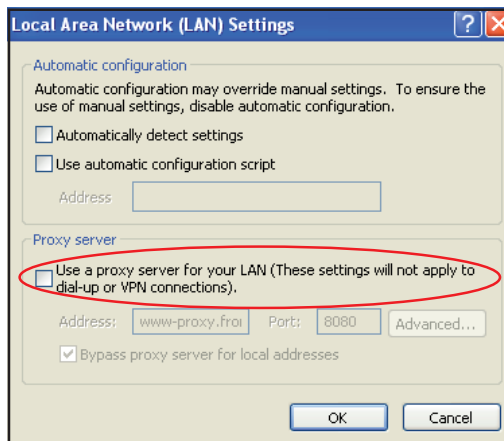 Local Area Network (LAN) Settings
Automatic configuration
Automatic configuration may override manual settings. To ensure the
use of manual settings, disable automatic configuration.
Automatically detect settings
Use automatic configuration script
Address
Proxy server
Use a proxy server for your LAN (These settings will not apply to
dial-up or VPN connections).
Address: www-proxy.fro Port: 8080 Advanced...
Bypass proxy server for local addresses
OK Cancel